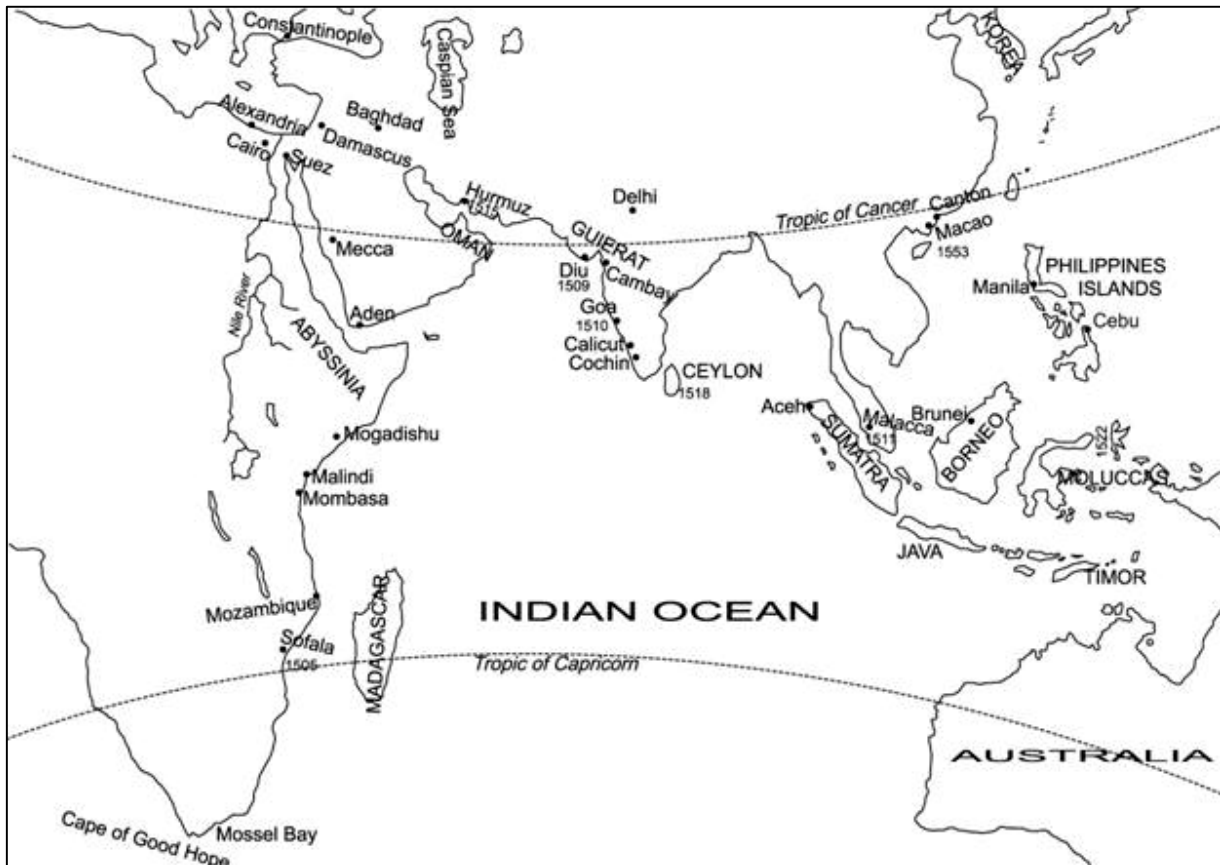 Constantinople
Caspian Sea
KOREA
Alexandria
Baghdad
Cairo
Damascus
Suez
Hurmuz
1515
Delhi
Tropic of Cancer
Canton
Macao
1553
OMAN
GUIERAT
Mecca
Diu
1509
Cambay
PHILIPPINES
ISLANDS
Manila
Nile River
Aden
Goa
1510
Cebu
ABYSSINIA
Calicut
Cochin
CEYLON
1518
Aceh
Malacca
1511
Brunei
SUMATRA
BORNEO
1522
MOLUCCAS
Mogadishu
Malindi
Mombasa
JAVA
TIMOR
Mozambique
MADAGASCAR
INDIAN OCEAN
Sofala
1505
Tropic of Capricorn
AUSTRALIA
Cape of Good Hope
Mossel Bay